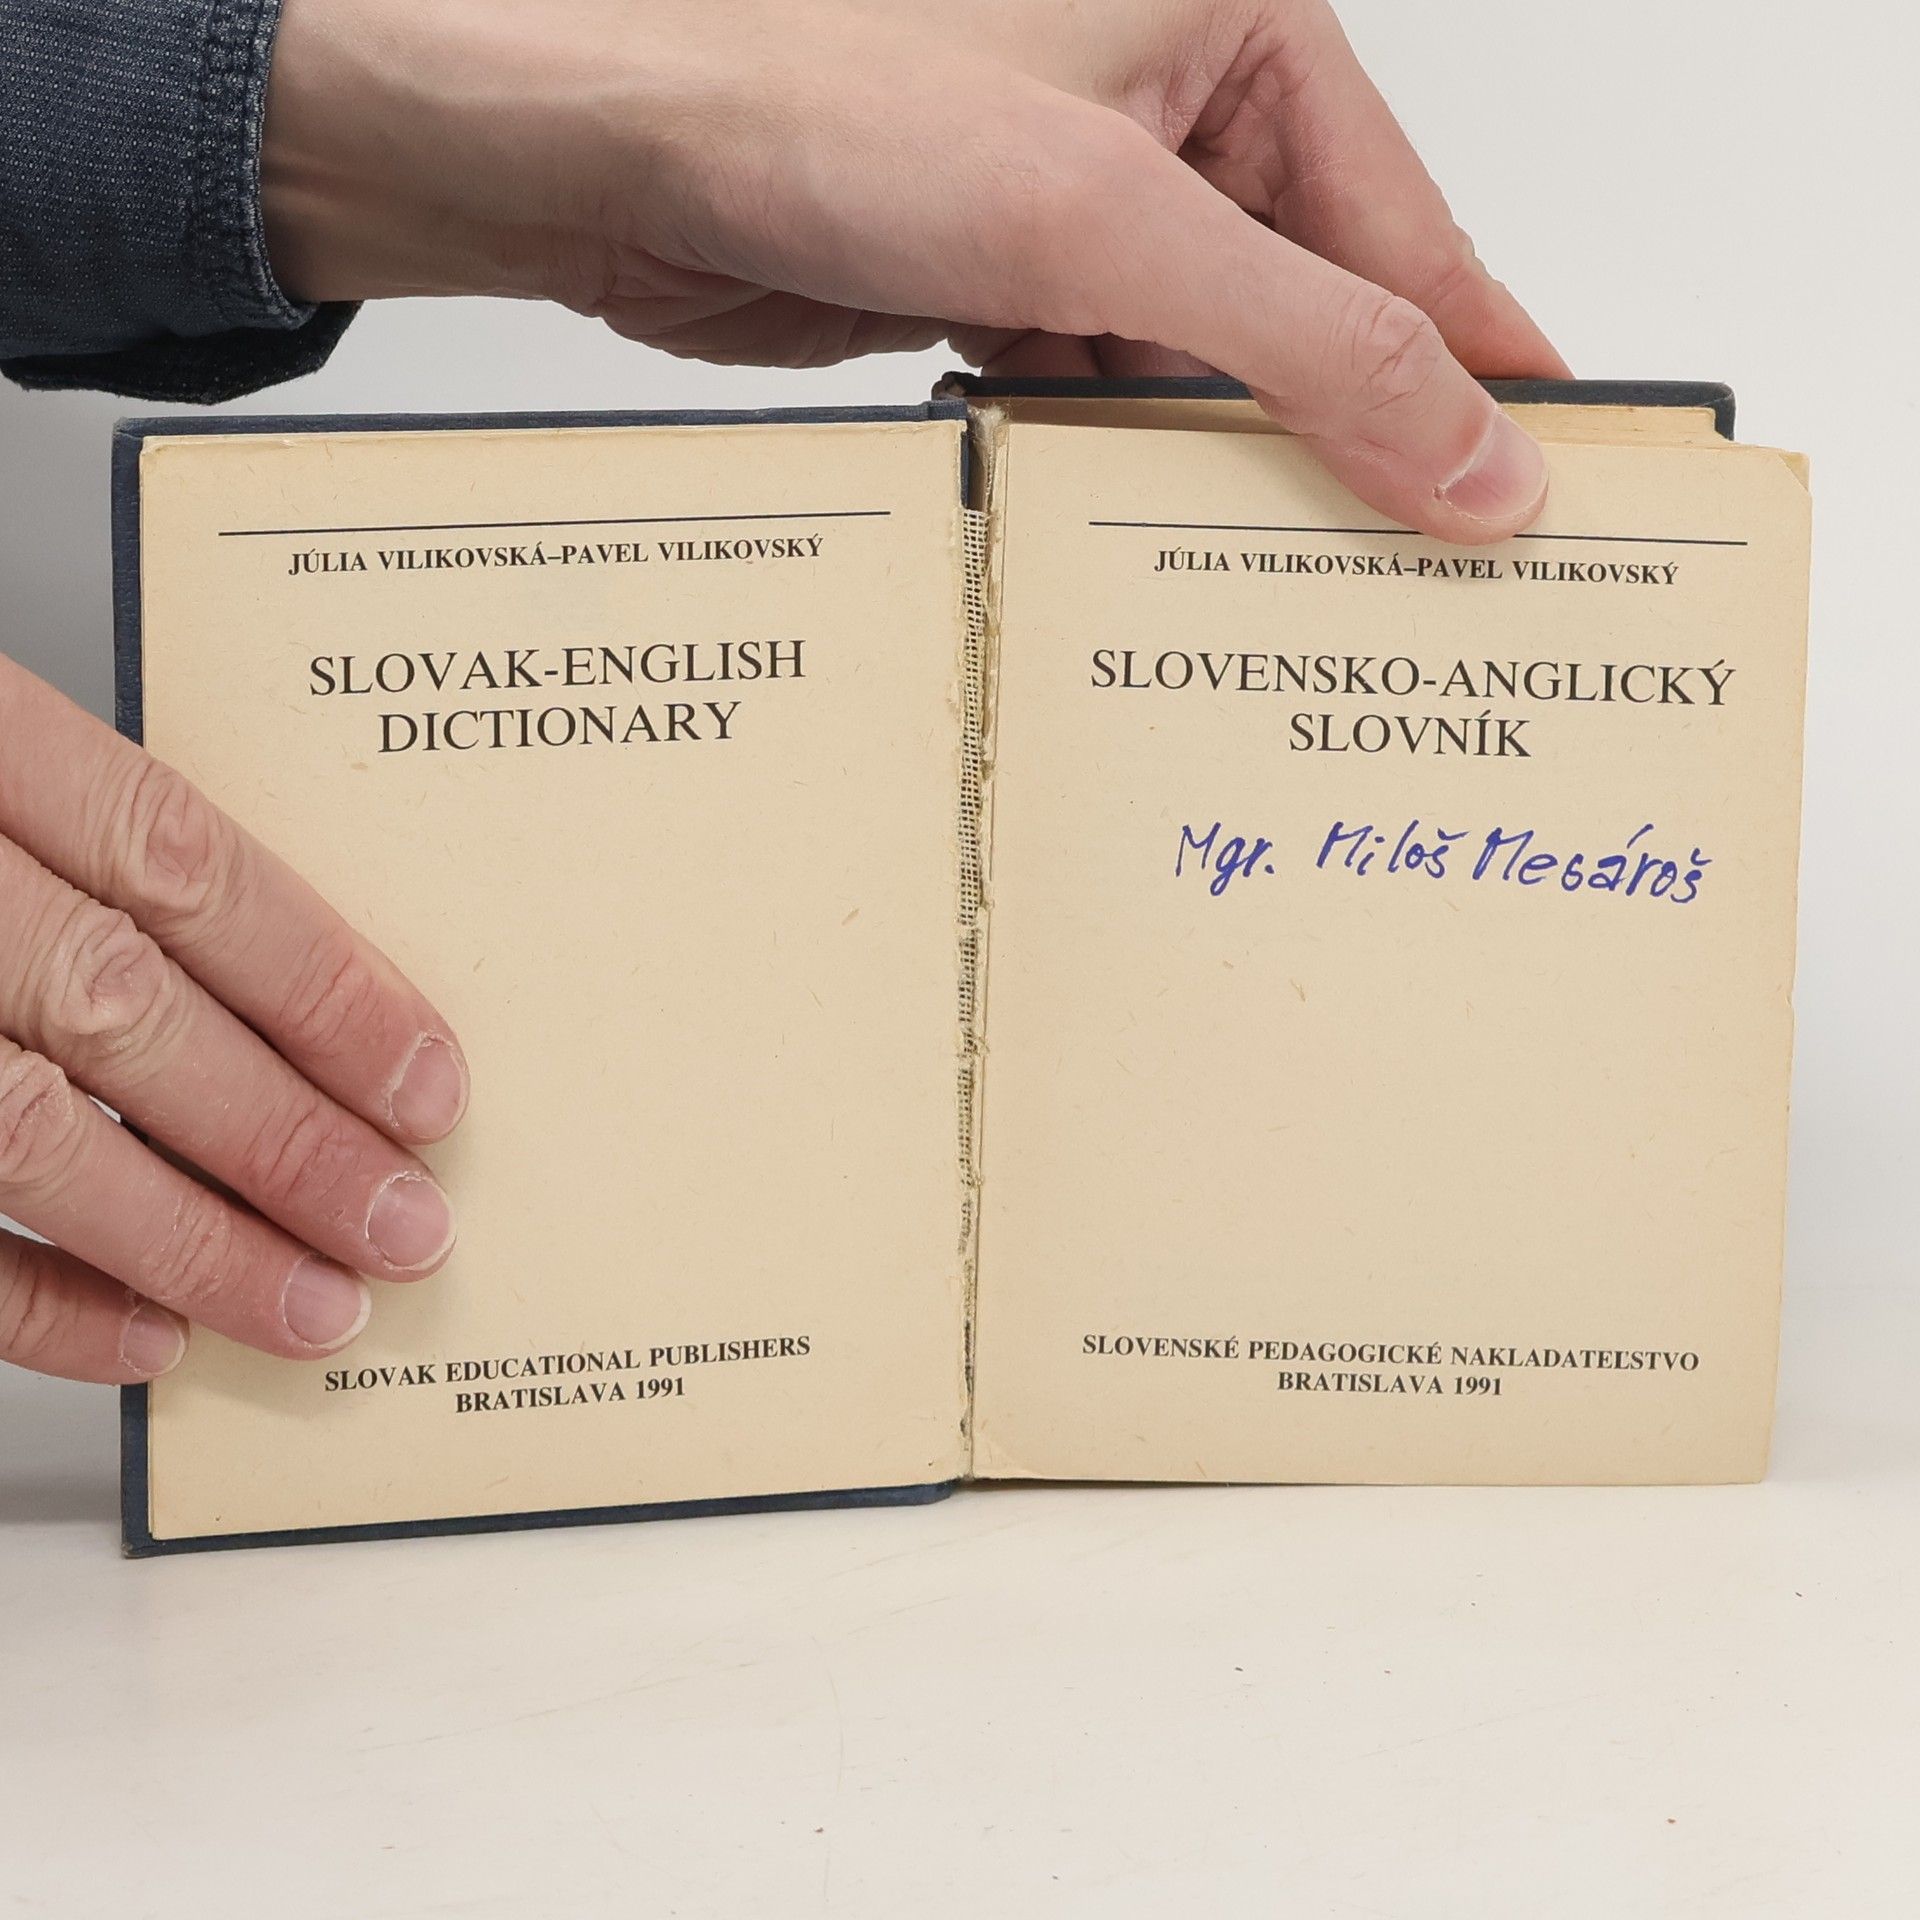 JÚLIA VILIKOVSKÁ–PAVEL VILIKOVSKÝ
SLOVAK-ENGLISH
DICTIONARY
SLOVAK EDUCATIONAL PUBLISHERS
BRATISLAVA 1991
JÚLIA VILIKOVSKÁ–PAVEL VILIKOVSKÝ
SLOVENSKO-ANGLICKÝ
SLOVNÍK
Mgr. Miloš Mesároš
SLOVENSKÉ PEDAGOGICKÉ NAKLADATEĽSTVO
BRATISLAVA 1991